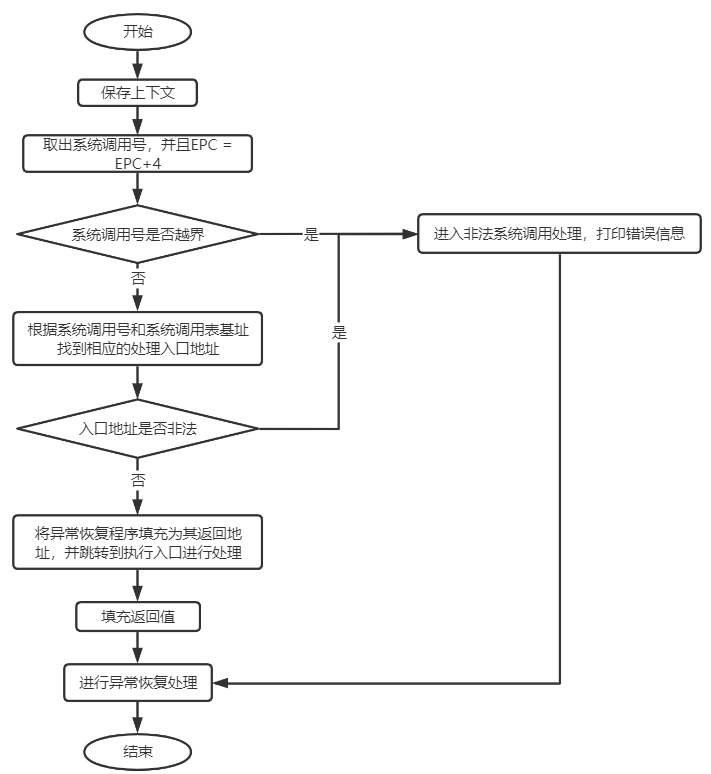 开始
保存上下文
取出系统调用号，并且EPC =
EPC+4
系统调用号是否越界
是
进入非法系统调用处理，打印错误信息
否
根据系统调用号和系统调用表基址
找到相应的处理入口地址
是
入口地址是否非法
否
将异常恢复程序填充为其返回地
址，并跳转到执行入口进行处理
填充返回值
进行异常恢复处理
结束